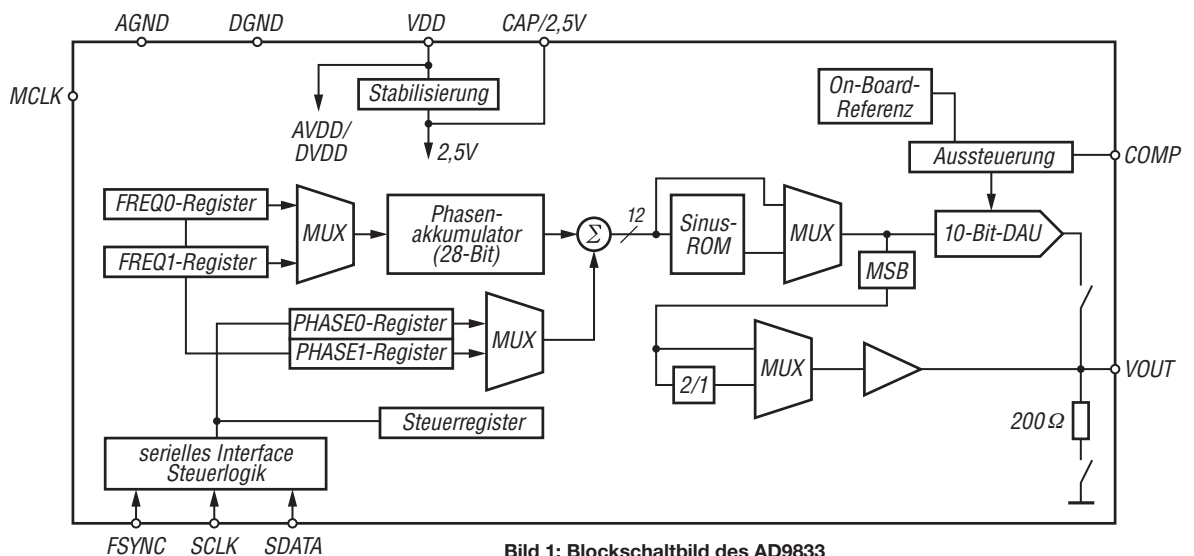 AGND
DGND
VDD
CAP/2,5V
MCLK
Stabilisierung
AVDD/
DVDD
2,5V
On-Board-
Referenz
Aussteuerung
COMP
FREQ0-Register
FREQ1-Register
MUX
Phasen-
akkumulator
(28-Bit)
Σ
12
Sinus-
ROM
MUX
10-Bit-DAU
MSB
PHASE0-Register
PHASE1-Register
MUX
MUX
2/1
VOUT
200 Ω
Steuerregister
serielles Interface
Steuerlogik
FSYNC
SCLK
SDATA
Bild 1: Blockschaltbild des AD9833